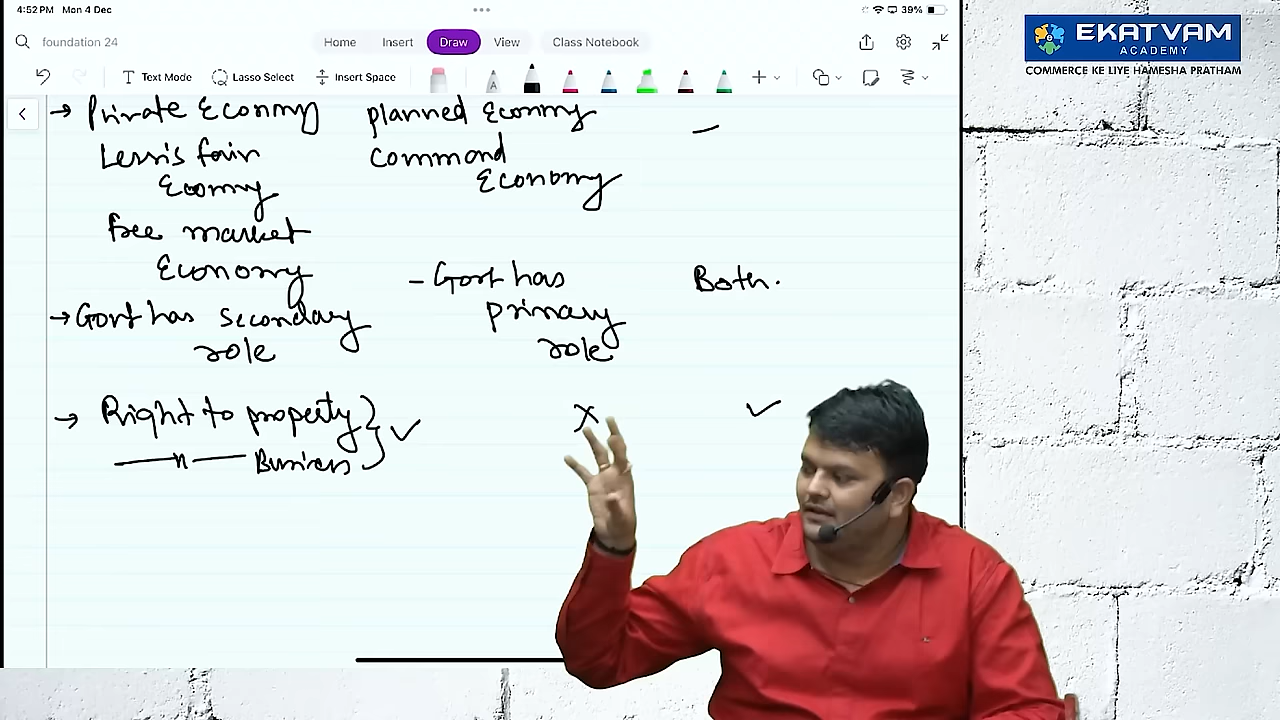 4:52 PM Mon 4 Dec
39%
EKATVAM
ACADEMY
COMMERCE KE LIYE HAMESHA PRATHAM
foundation 24
Home Insert Draw View Class Notebook
Text Mode Lasso Select Insert Space
→ Private Economy planned Economy –
Lessis fair Command
Economy Economy
free market
Economy - Govt has Both.
→ Govt has secondary primary
role role
→ Right to property ✓ X ✓
—— " —— Business